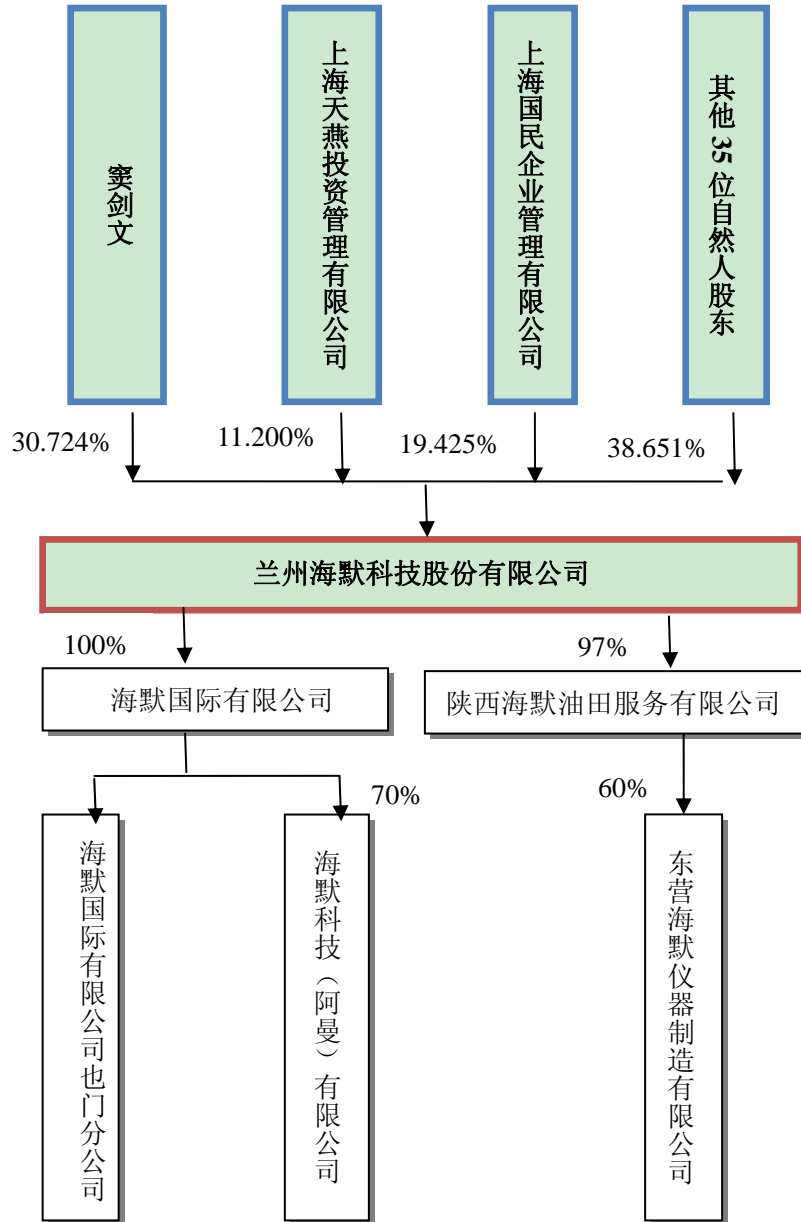 窦剑文
上海天燕投资管理有限公司
上海国民企业管理有限公司
其他 35 位自然人股东
30.724%
11.200%
19.425%
38.651%
兰州海默科技股份有限公司
100%
97%
海默国际有限公司
陕西海默油田服务有限公司
70%
60%
海默国际有限公司也门分公司
海默科技（阿曼）有限公司
东营海默仪器制造有限公司